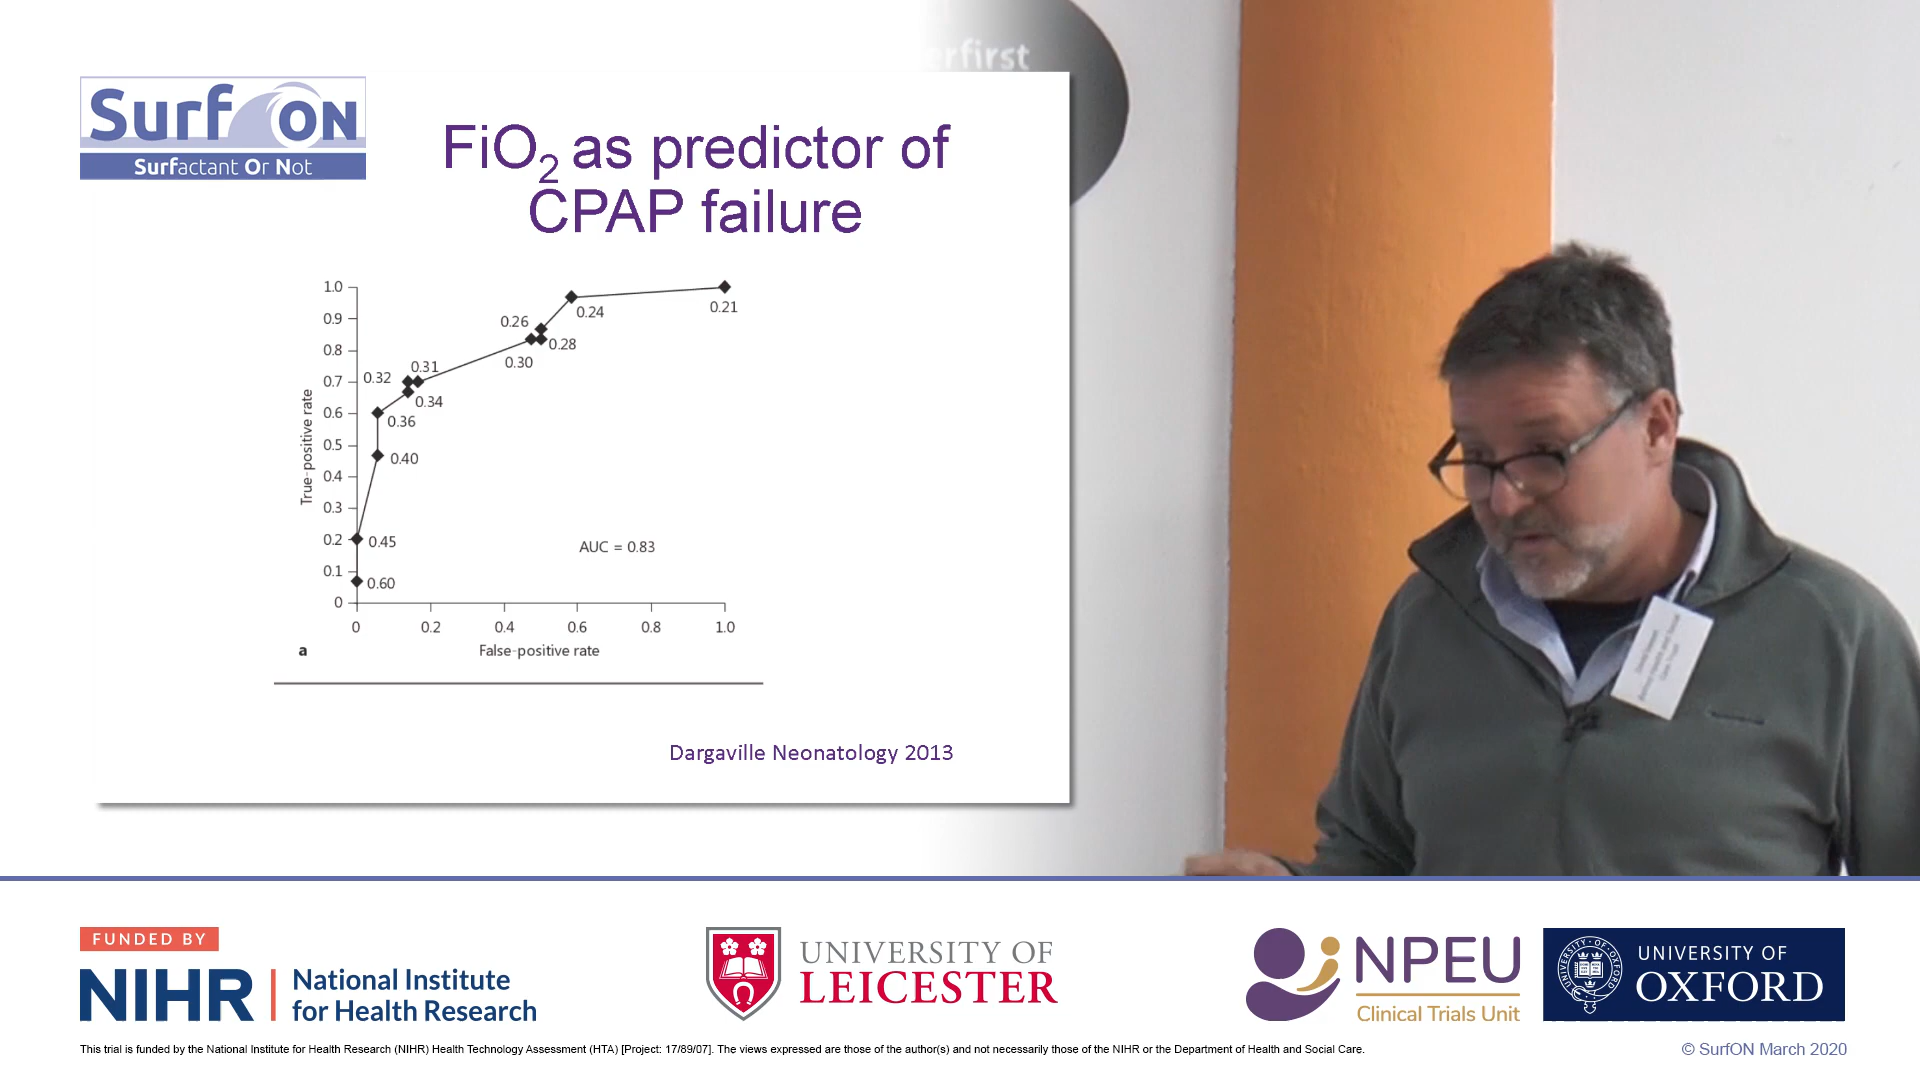 erfirst
Surf ON
Surfactant Or Not
FiO2 as predictor of
CPAP failure
1.0
0.9
0.8
0.7
0.6
0.5
0.4
0.3
0.2
0.1
0
True-positive rate
0.21
0.24
0.26
0.28
0.30
0.31
0.32
0.34
0.36
0.40
0.45
0.60
AUC = 0.83
0 0.2 0.4 0.6 0.8 1.0
a
False-positive rate
Dargaville Neonatology 2013
FUNDED BY
NIHR | National Institute
for Health Research
UNIVERSITY OF
LEICESTER
NPEU
Clinical Trials Unit
UNIVERSITY OF
OXFORD
This trial is funded by the National Institute for Health Research (NIHR) Health Technology Assessment (HTA) [Project: 17/89/07]. The views expressed are those of the author(s) and not necessarily those of the NIHR or the Department of Health and Social Care.
© SurfON March 2020